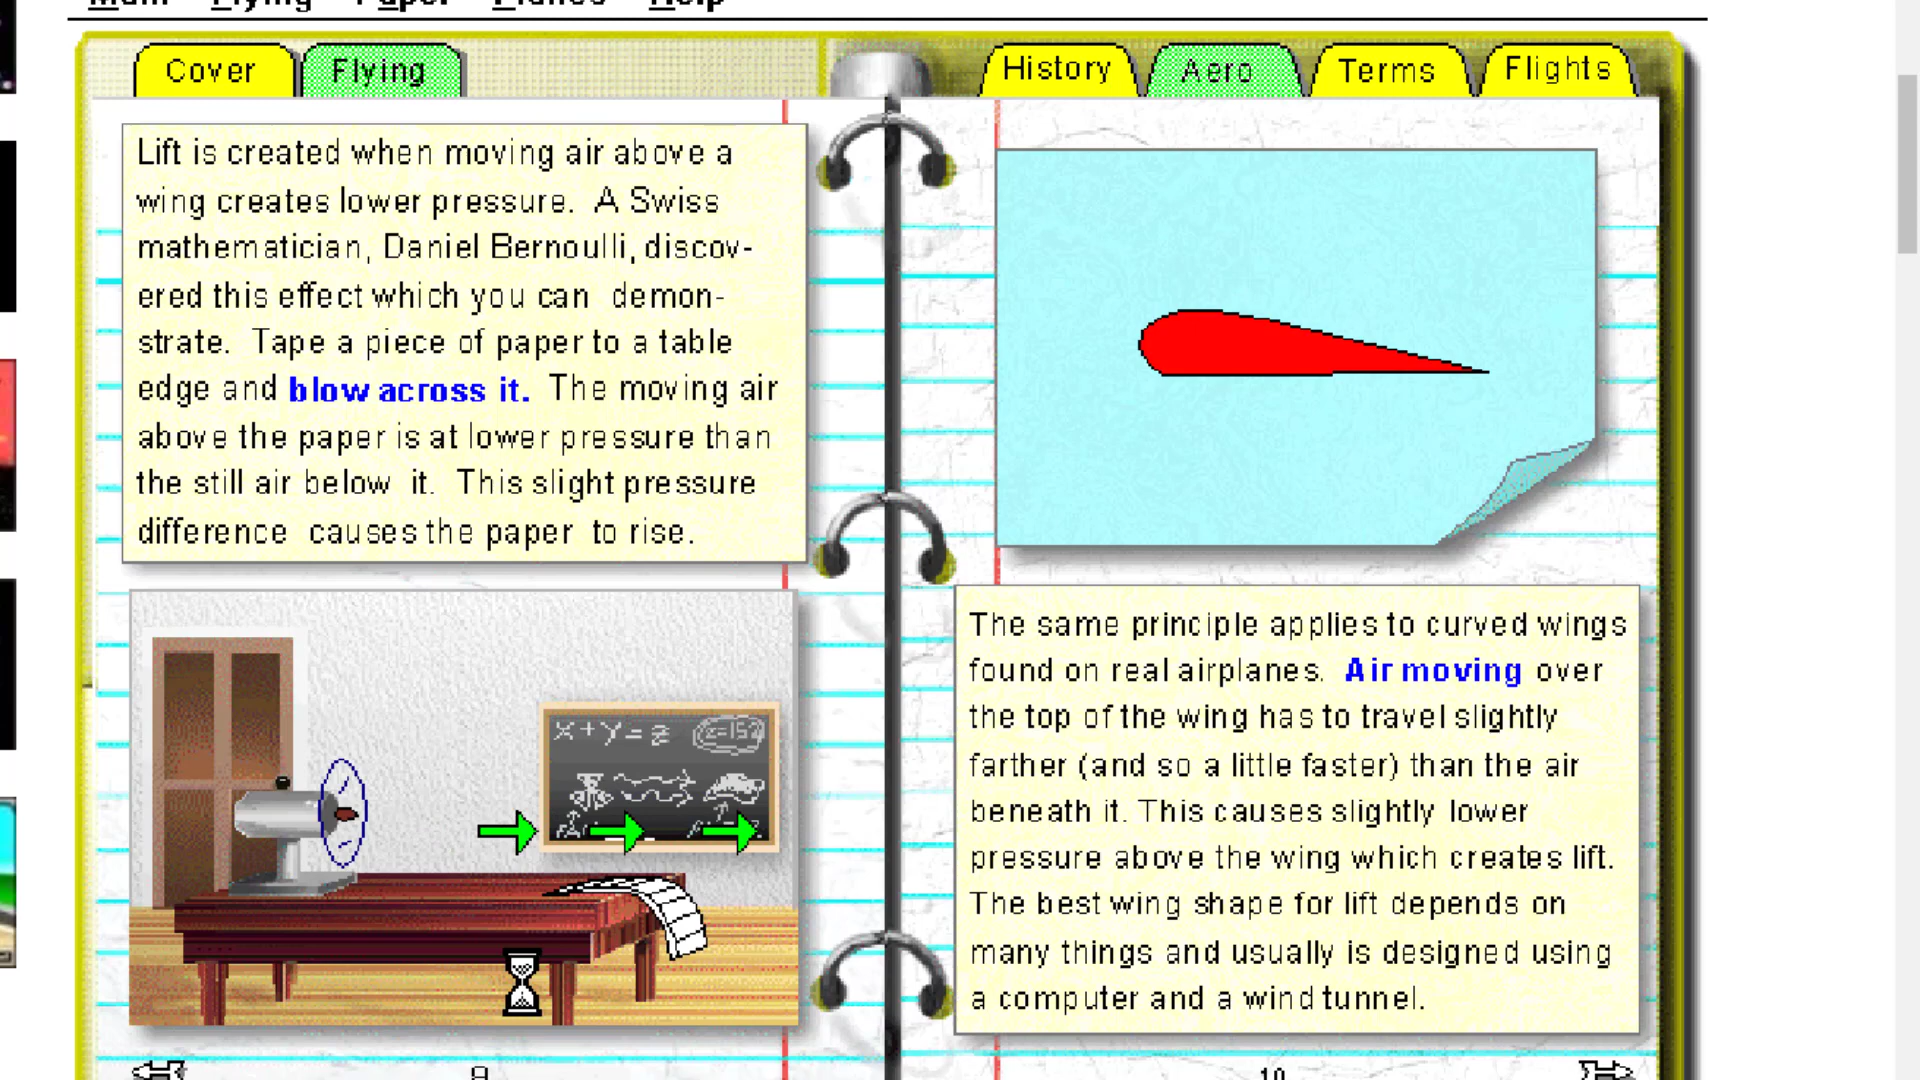 Main Flying Paper Planes Help
Cover Flying History Aero Terms Flights
Lift is created when moving air above a
wing creates lower pressure. A Swiss
mathematician, Daniel Bernoulli, discov-
ered this effect which you can demon-
strate. Tape a piece of paper to a table
edge and blow across it. The moving air
above the paper is at lower pressure than
the still air below it. This slight pressure
difference causes the paper to rise.
X+Y=Z
The same principle applies to curved wings
found on real airplanes. Air moving over
the top of the wing has to travel slightly
farther (and so a little faster) than the air
beneath it. This causes slightly lower
pressure above the wing which creates lift.
The best wing shape for lift depends on
many things and usually is designed using
a computer and a wind tunnel.
10